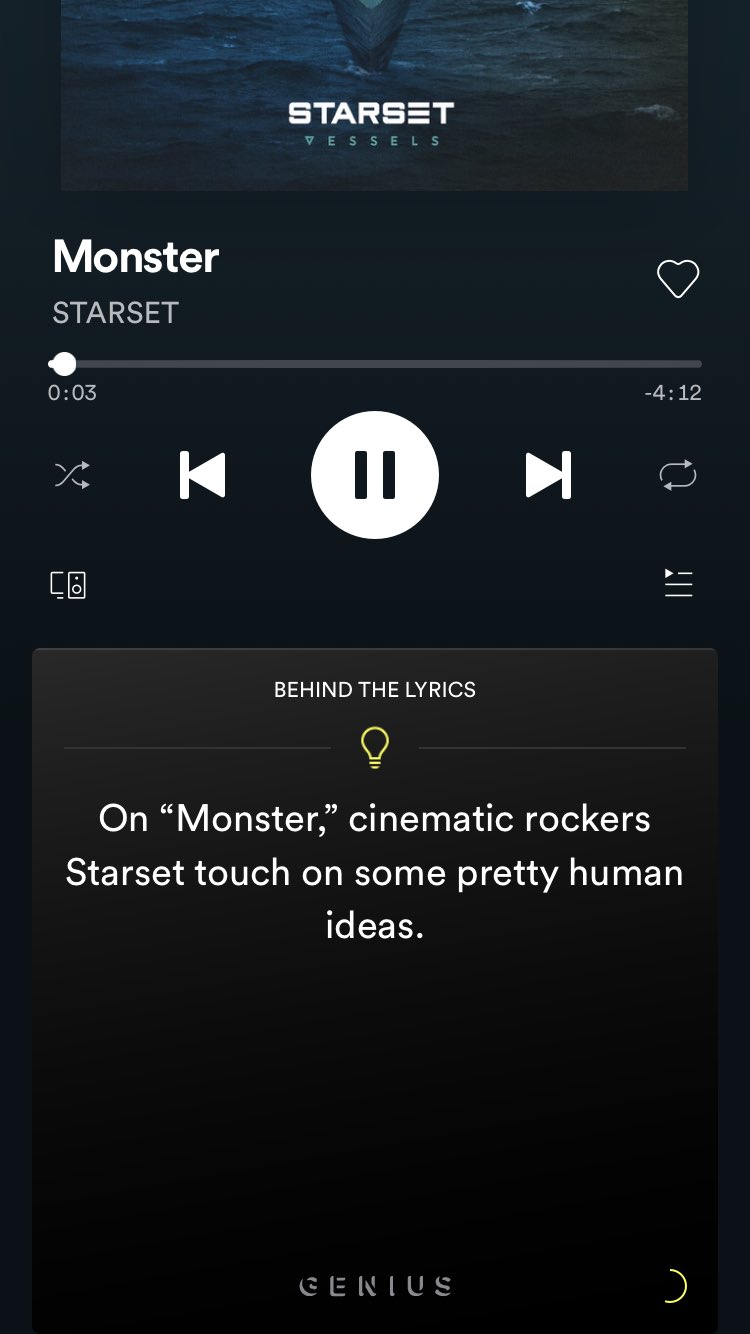 STARSET
VESSELS
Monster
STARSET
0:03
-4:12
BEHIND THE LYRICS
On “Monster,” cinematic rockers
Starset touch on some pretty human
ideas.
GENIUS